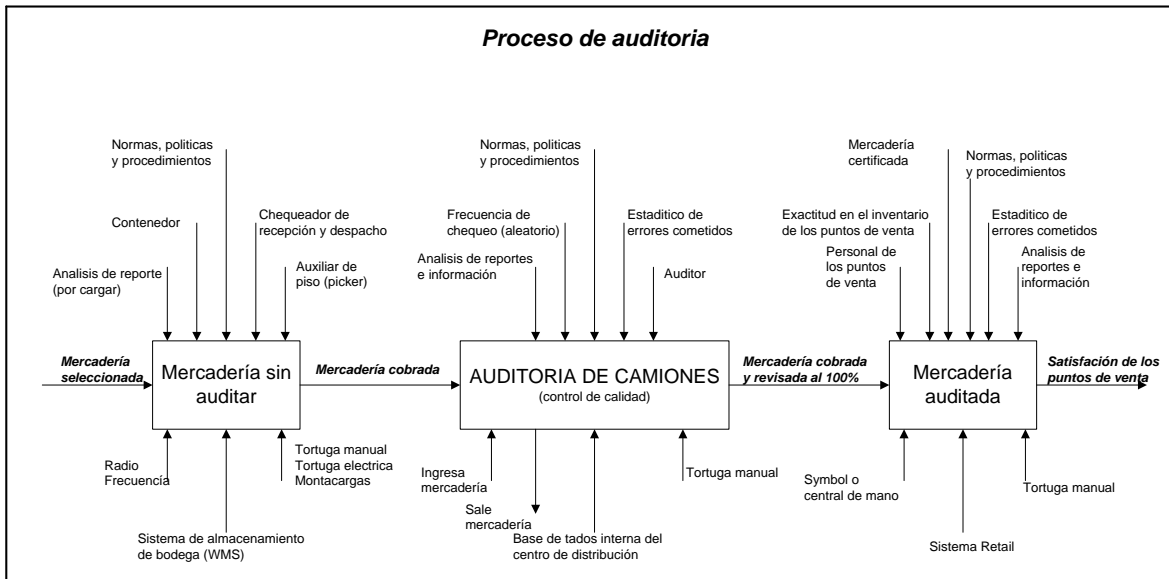 Proceso de auditoria
Normas, politicas
y procedimientos
Contenedor
Chequeador de
recepción y despacho
Analisis de reporte
(por cargar)
Auxiliar de
piso (picker)
Mercadería
seleccionada
Mercadería sin
auditar
Mercadería cobrada
Radio
Frecuencía
Tortuga manual
Tortuga electrica
Montacargas
Sistema de almacenamiento
de bodega (WMS)
Normas, politicas
y procedimientos
Frecuencia de
chequeo (aleatorio)
Estaditico de
errores cometidos
Analisis de reportes
e información
Auditor
AUDITORIA DE CAMIONES
(control de calidad)
Mercadería cobrada
y revisada al 100%
Ingresa
mercadería
Sale
mercadería
Tortuga manual
Base de tados interna del
centro de distribución
Mercadería
certificada
Normas, politicas
y procedimientos
Exactitud en el inventario
de los puntos de venta
Estaditico de
errores cometidos
Personal de
los puntos
de venta
Analisis de
reportes e
información
Mercadería
auditada
Satisfación de los
puntos de venta
Symbol o
central de mano
Tortuga manual
Sistema Retail